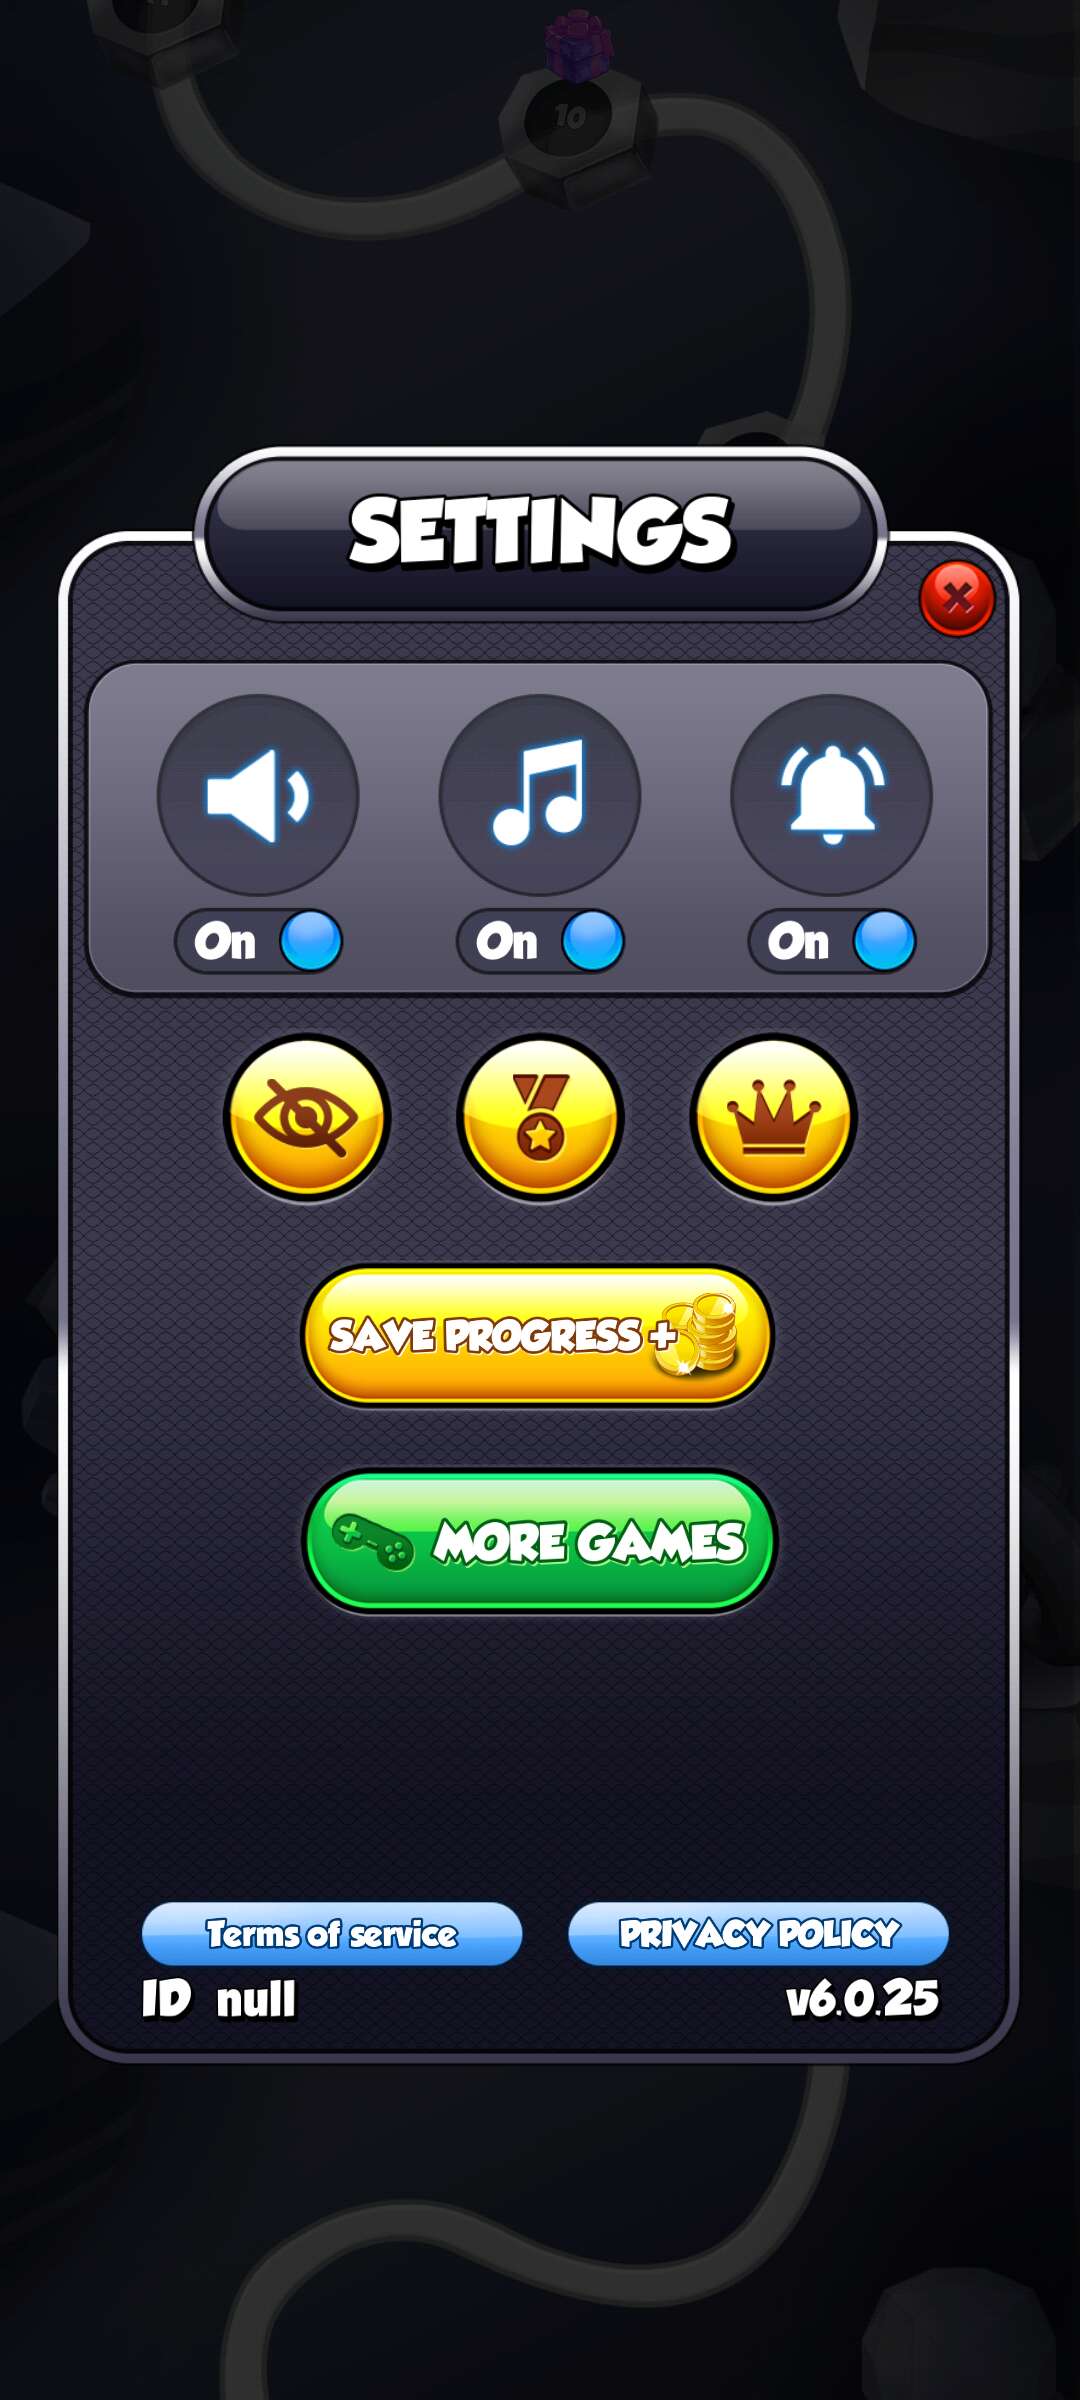 10
SETTINGS
On On On
SAVE PROGRESS +
MORE GAMES
Terms of service PRIVACY POLICY
ID null v6.0.25